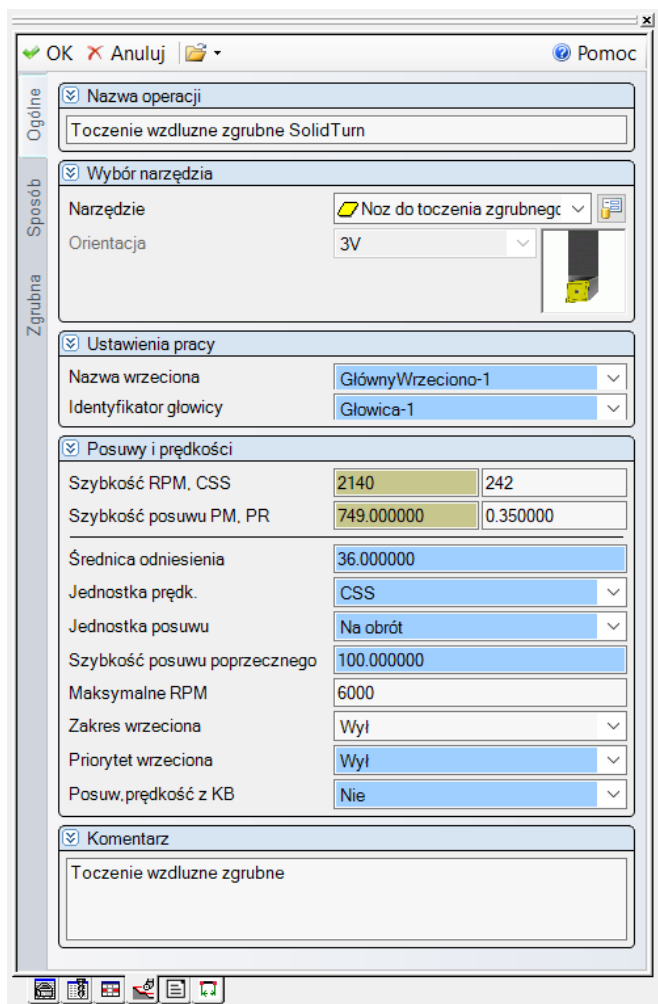 OK Anuluj Pomoc
Ogólne
Sposób
Zgrubna
Nazwa operacji
Toczenie wzdluzne zgrubne SolidTurn
Wybór narzędzia
Narzędzie Noz do toczenia zgrubnegc
Orientacja 3V
Ustawienia pracy
Nazwa wrzeciona GłównyWrzeciono-1
Identyfikator głowicy Głowica-1
Posuwy i prędkości
Szybkość RPM, CSS 2140 242
Szybkość posuwu PM, PR 749.000000 0.350000
Średnica odniesienia 36.000000
Jednostka prędk. CSS
Jednostka posuwu Na obrót
Szybkość posuwu poprzecznego 100.000000
Maksymalne RPM 6000
Zakres wrzeciona Wył
Priorytet wrzeciona Wył
Posuw,prędkość z KB Nie
Komentarz
Toczenie wzdluzne zgrubne